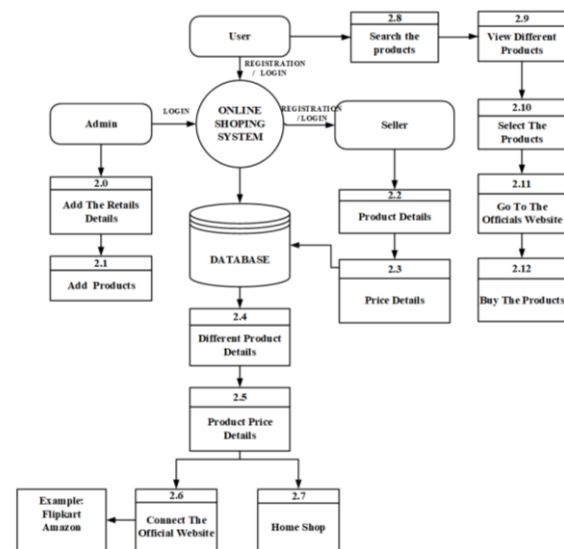 User
2.8
Search the
products
2.9
View Different
Products
REGISTRATION
/ LOGIN
2.10
Select The
Products
Admin
LOGIN
ONLINE
SHOPING
SYSTEM
REGISTRATION
/LOGIN
Seller
2.0
Add The Retails
Details
2.2
Product Details
2.11
Go To The
Officials Website
2.1
Add Products
DATABASE
2.3
Price Details
2.12
Buy The Products
2.4
Different Product
Details
2.5
Product Price
Details
Example:
Flipkart
Amazon
2.6
Connect The
Official Website
2.7
Home Shop